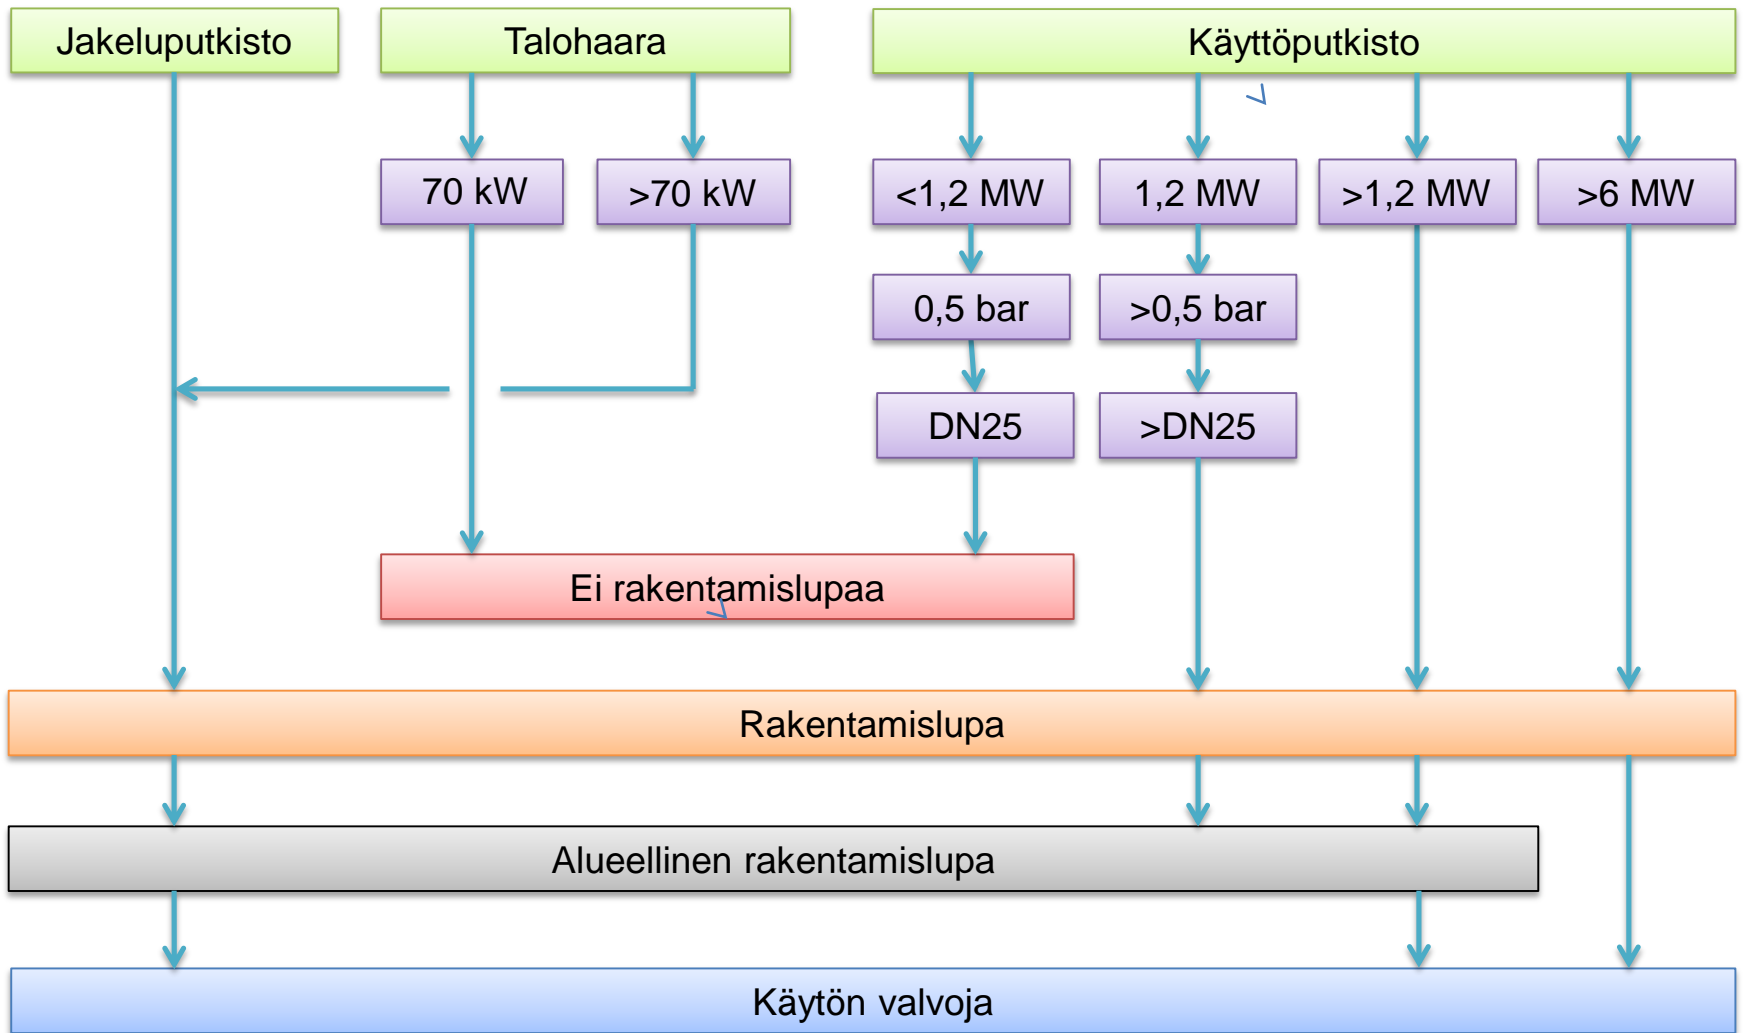 Jakeluputkisto
Talohaara
Käyttöputkisto
70 kW
>70 kW
<1,2 MW
1,2 MW
>1,2 MW
>6 MW
0,5 bar
>0,5 bar
DN25
>DN25
Ei rakentamislupaa
Rakentamislupa
Alueellinen rakentamislupa
Käytön valvoja